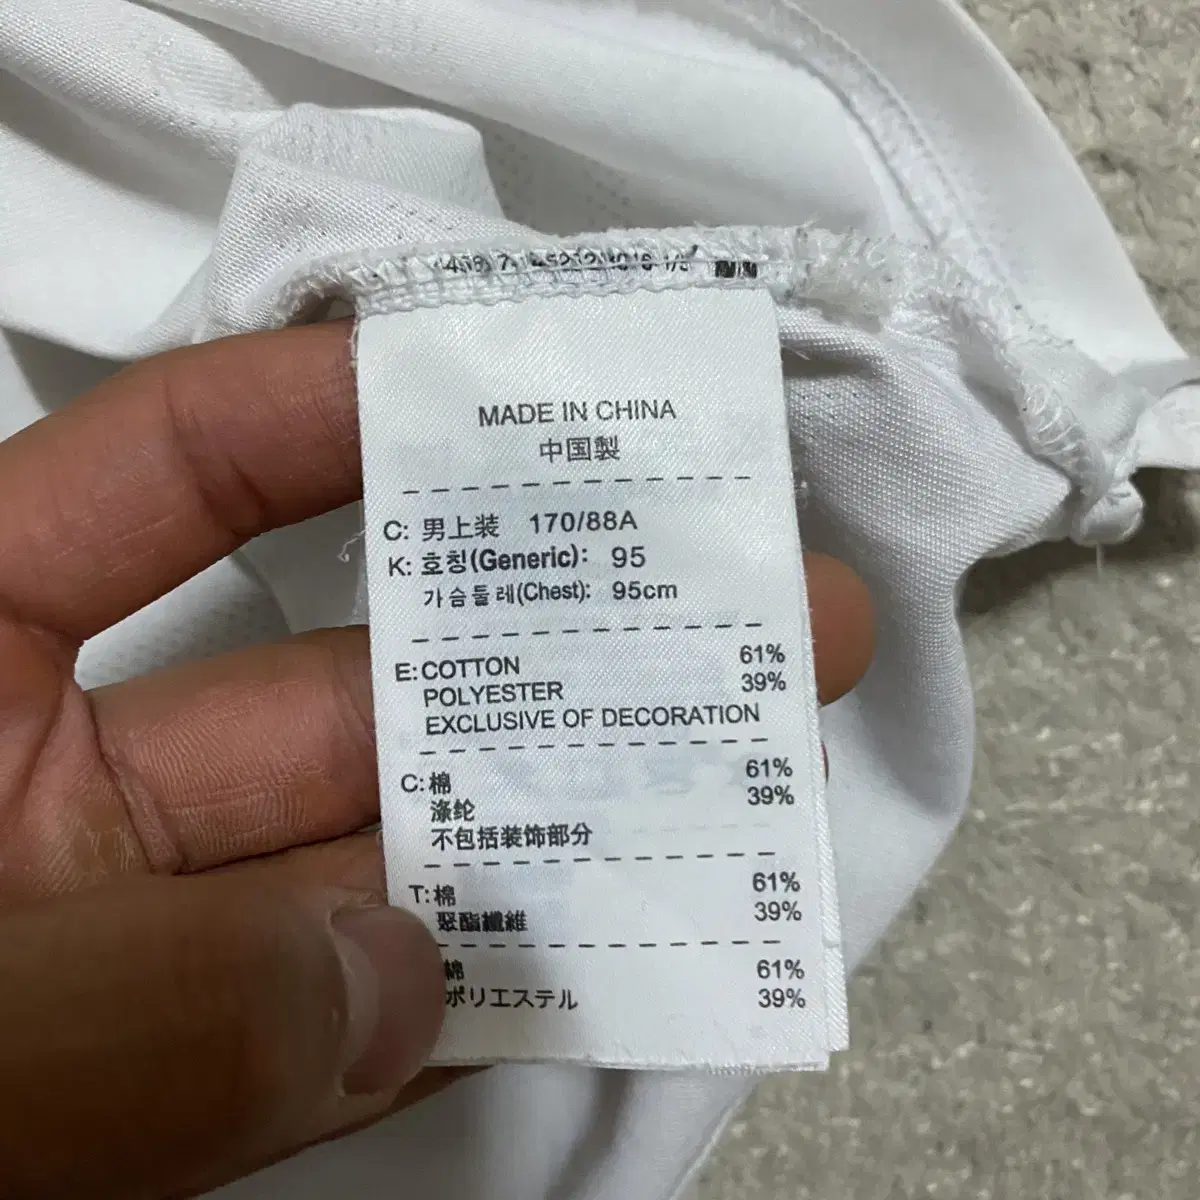 MADE IN CHINA
中国製
C: 男上装 170/88A
K: 호칭(Generic): 95
가슴둘레(Chest): 95cm
E: COTTON 61%
POLYESTER 39%
EXCLUSIVE OF DECORATION
C: 棉 61%
涤纶 39%
不包括装饰部分
T: 棉 61%
聚酯纖維 39%
綿 61%
ポリエステル 39%